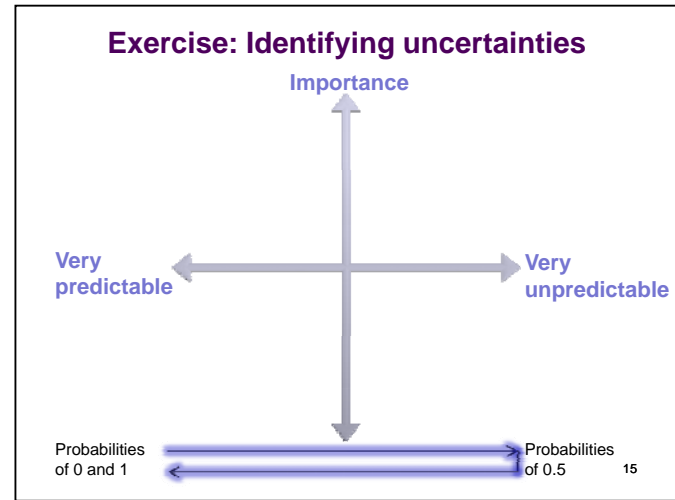 Exercise: Identifying uncertainties
Importance
Very
predictable
Very
unpredictable
Probabilities
of 0 and 1
Probabilities
of 0.5
15